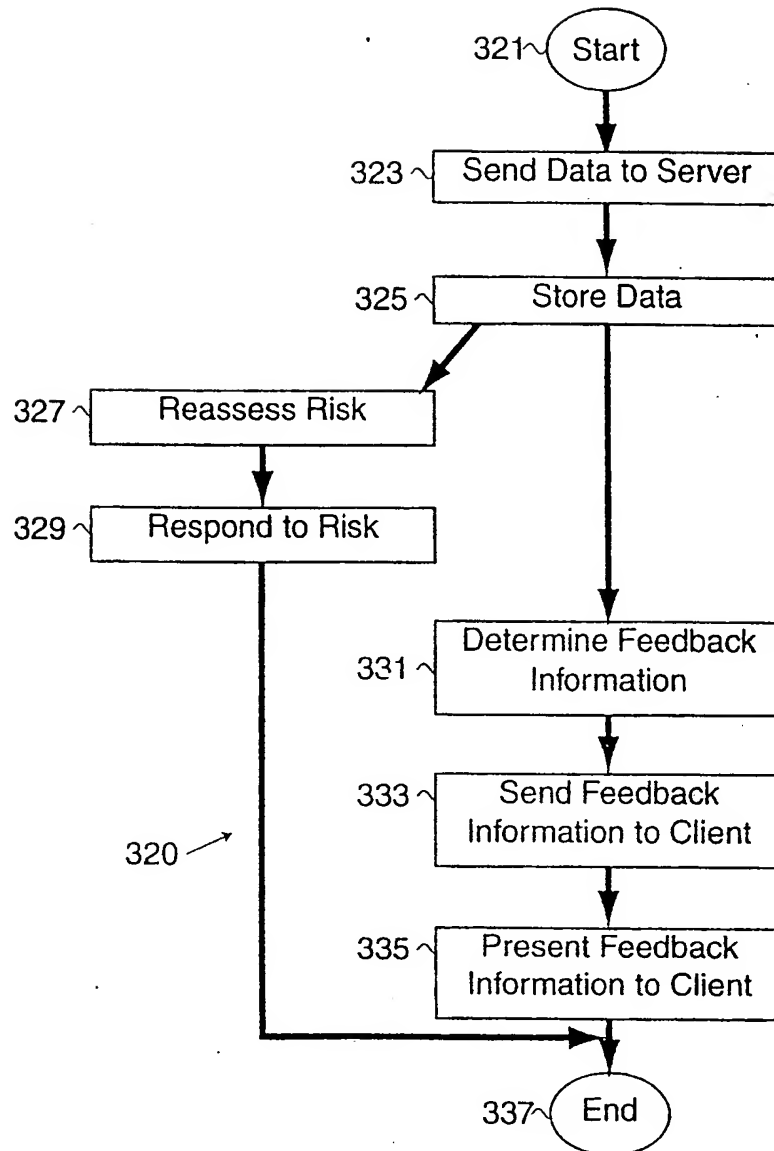 321 Start
323 Send Data to Server
325 Store Data
327 Reassess Risk
329 Respond to Risk
331 Determine Feedback
Information
333 Send Feedback
Information to Client
320
335 Present Feedback
Information to Client
337 End